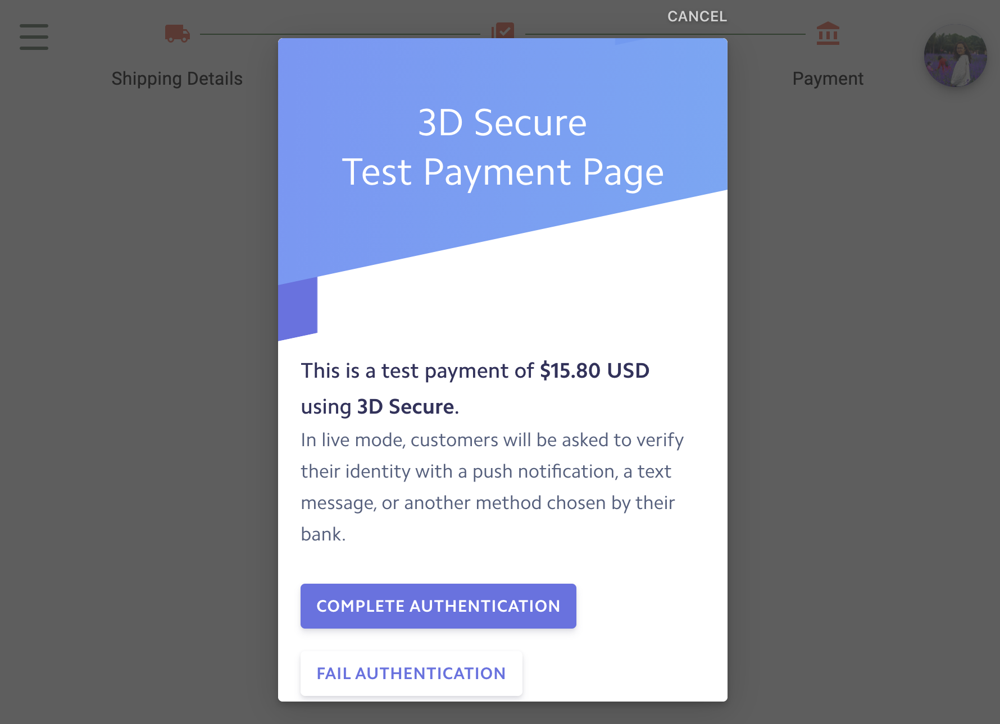 CANCEL
Shipping Details
Payment
3D Secure
Test Payment Page
This is a test payment of $15.80 USD
using 3D Secure.
In live mode, customers will be asked to verify
their identity with a push notification, a text
message, or another method chosen by their
bank.
COMPLETE AUTHENTICATION
FAIL AUTHENTICATION